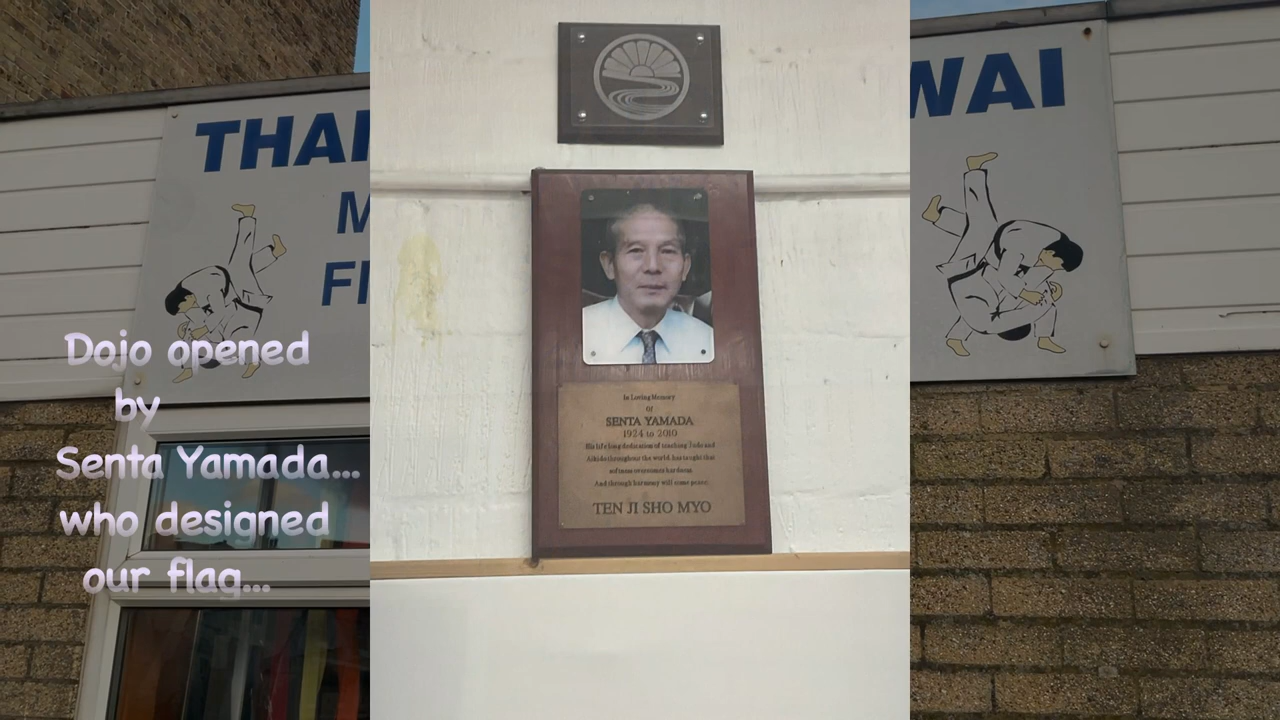 THAI
WAI
M
FI
Dojo opened
by
Senta Yamada...
who designed
our flag...
In Loving Memory
Of
SENTA YAMADA
1924 to 2010
His life long dedication of teaching Judo and
Aikido throughout the world, has taught that
softness overcomes hardness.
And through harmony will come peace.
TEN JI SHO MYO